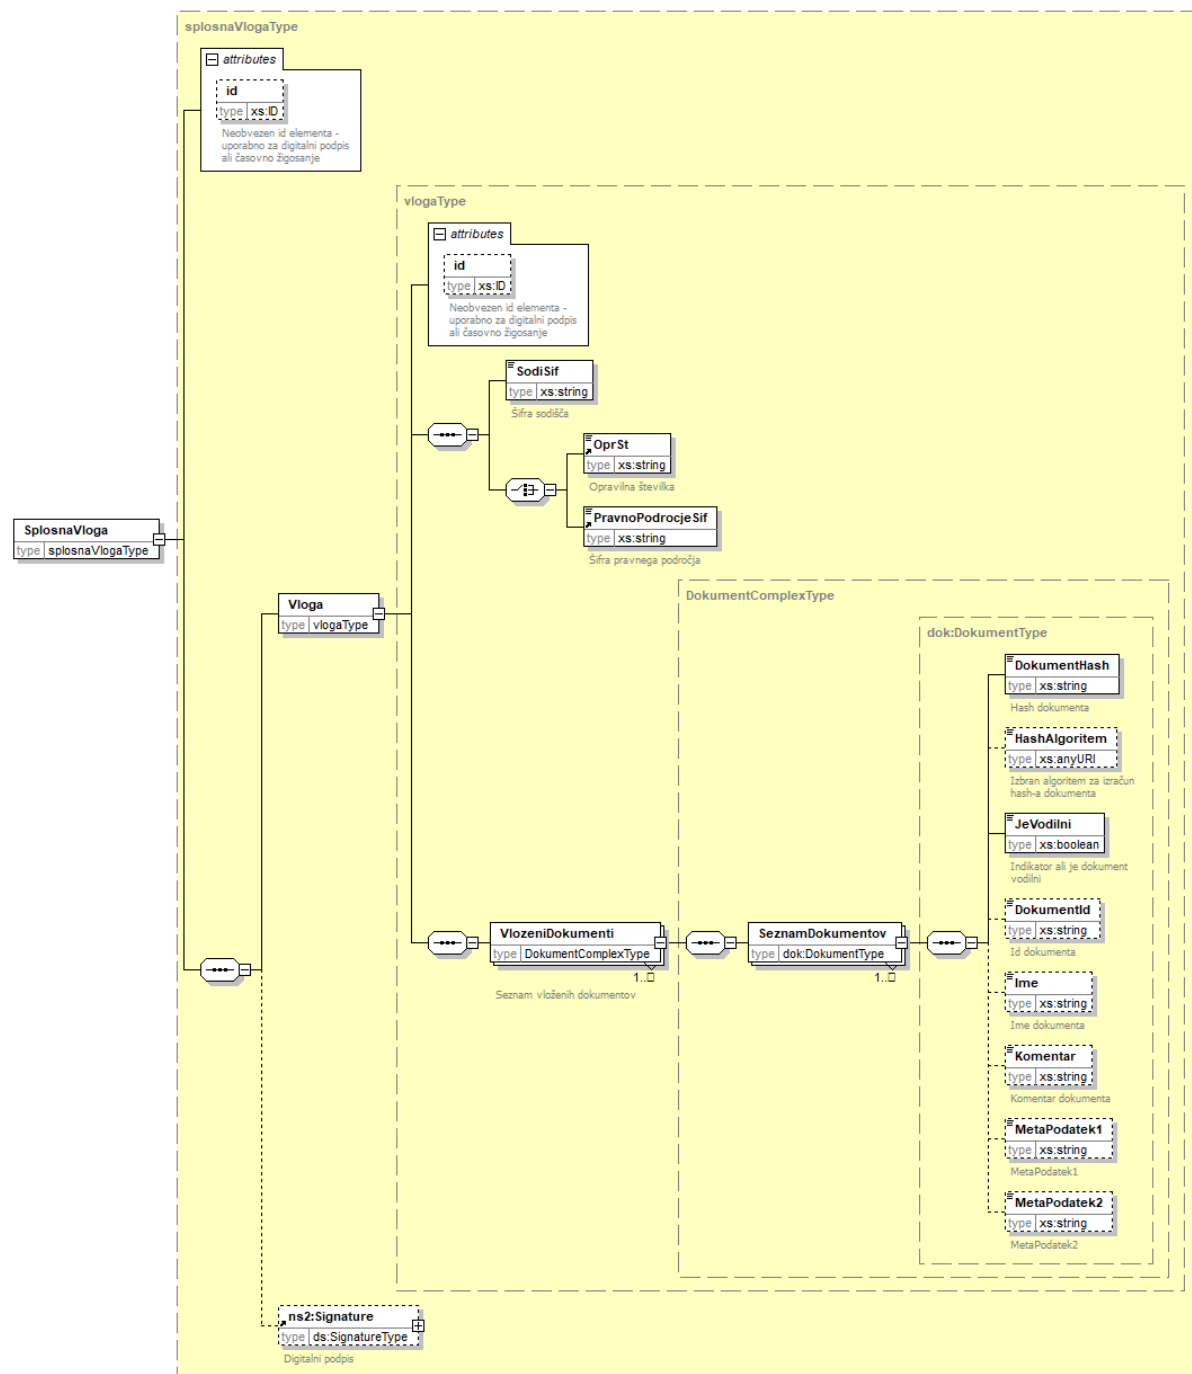 splosnaVlogaType
attributes
id
type xs:ID
Neobvezen id elementa -
uporabno za digitalni podpis
ali časovno žigosanje
vlogaType
attributes
id
type xs:ID
Neobvezen id elementa -
uporabno za digitalni podpis
ali časovno žigosanje
SodiSif
type xs:string
Šifra sodišča
OprSt
type xs:string
Opravilna številka
PravnoPodrocjeSif
type xs:string
Šifra pravnega področja
SplosnaVloga
type splosnaVlogaType
Vloga
type vlogaType
DokumentComplexType
dok:DokumentType
DokumentHash
type xs:string
Hash dokumenta
HashAlgoritem
type xs:anyURI
Izbran algoritem za izračun
hash-a dokumenta
JeVodilni
type xs:boolean
Indikator ali je dokument
vodilni
VlozeniDokumenti
type DokumentComplexType
1..
Seznam vloženih dokumentov
SeznamDokumentov
type dok:DokumentType
1..
DokumentId
type xs:string
Id dokumenta
Ime
type xs:string
Ime dokumenta
Komentar
type xs:string
Komentar dokumenta
MetaPodatek1
type xs:string
MetaPodatek1
MetaPodatek2
type xs:string
MetaPodatek2
ns2:Signature
type ds:SignatureType
Digitalni podpis